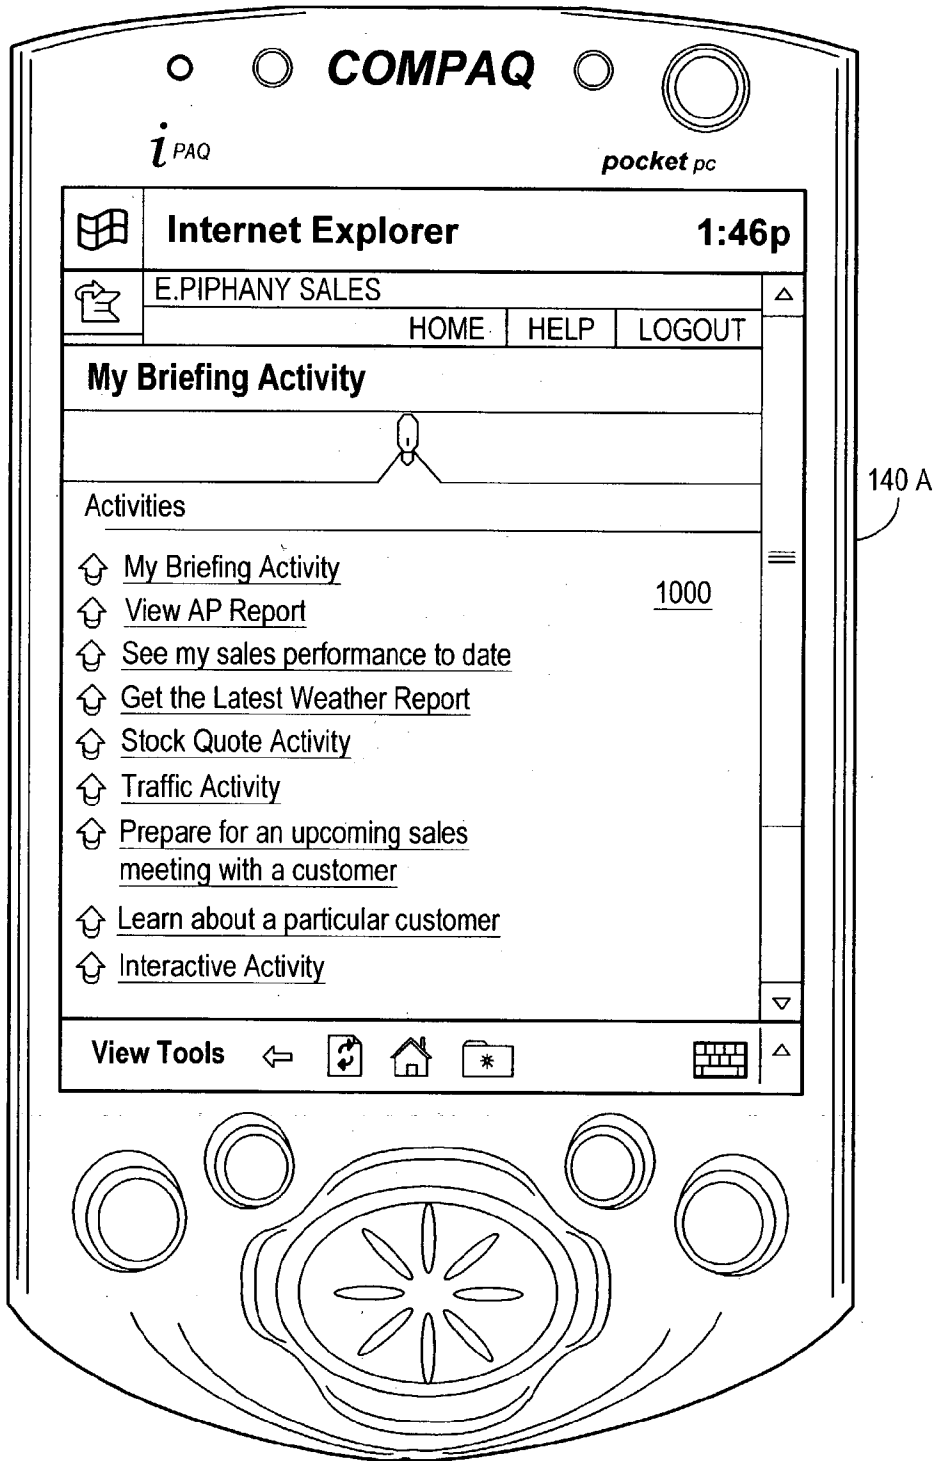 COMPAQ
i PAQ
pocket pc
Internet Explorer 1:46p
E.PIPHANY SALES
HOME HELP LOGOUT
My Briefing Activity
140 A
Activities
My Briefing Activity
1000
View AP Report
See my sales performance to date
Get the Latest Weather Report
Stock Quote Activity
Traffic Activity
Prepare for an upcoming sales
meeting with a customer
Learn about a particular customer
Interactive Activity
View Tools